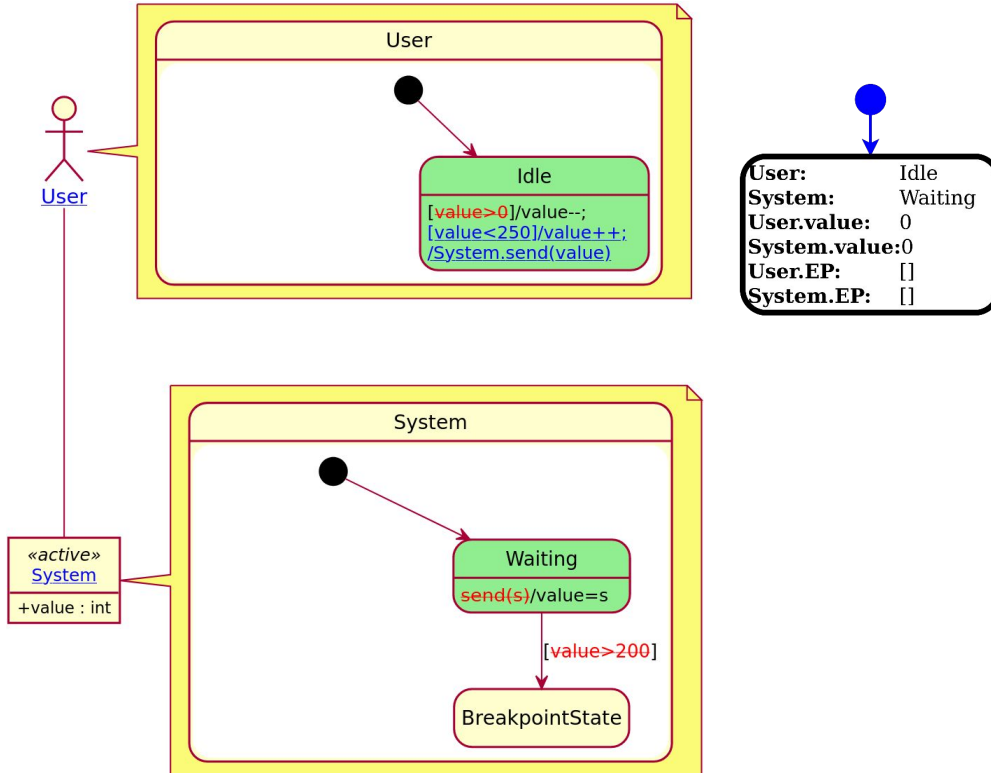 User
User
Idle
[value>0]/value--;
[value<250]/value++;
/System.send(value)
User: Idle
System: Waiting
User.value: 0
System.value:0
User.EP: []
System.EP: []
System
«active»
System
+value : int
Waiting
send(s)/value=s
[value>200]
BreakpointState